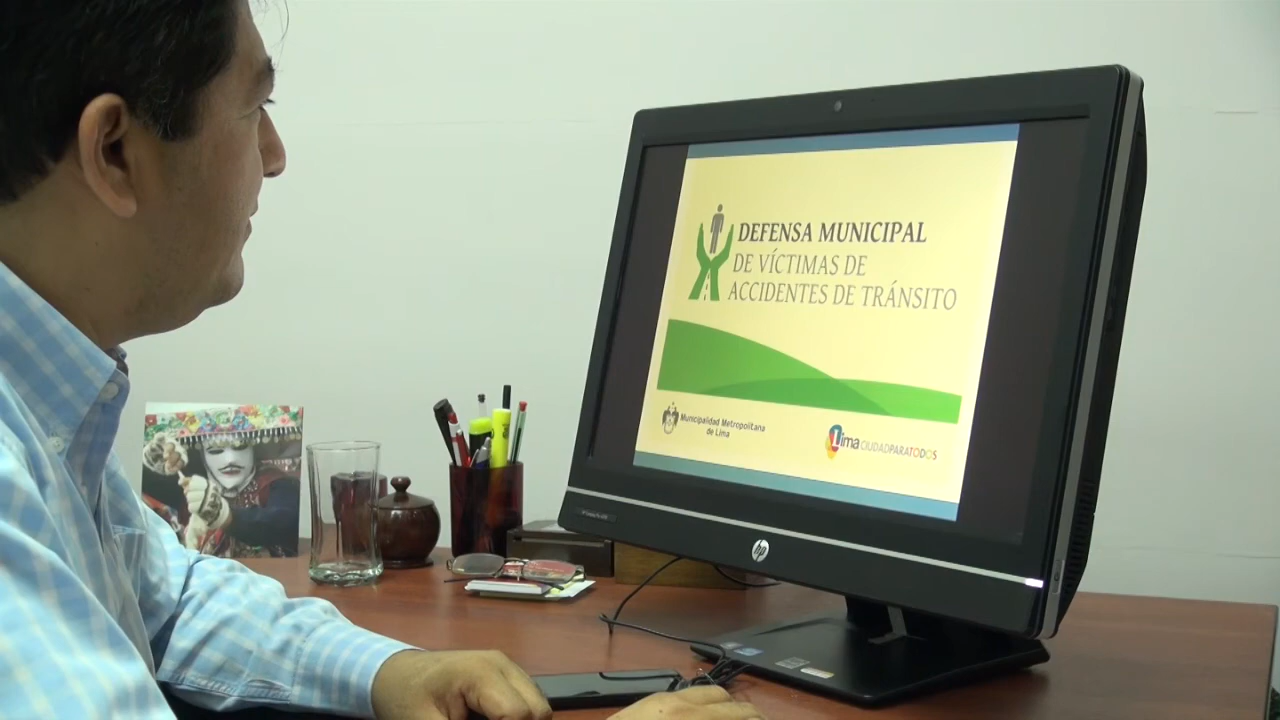 DEFENSA MUNICIPAL
DE VÍCTIMAS DE
ACCIDENTES DE TRÁNSITO
Municipalidad Metropolitana
de Lima
Lima CIUDADPARATODOS
hp